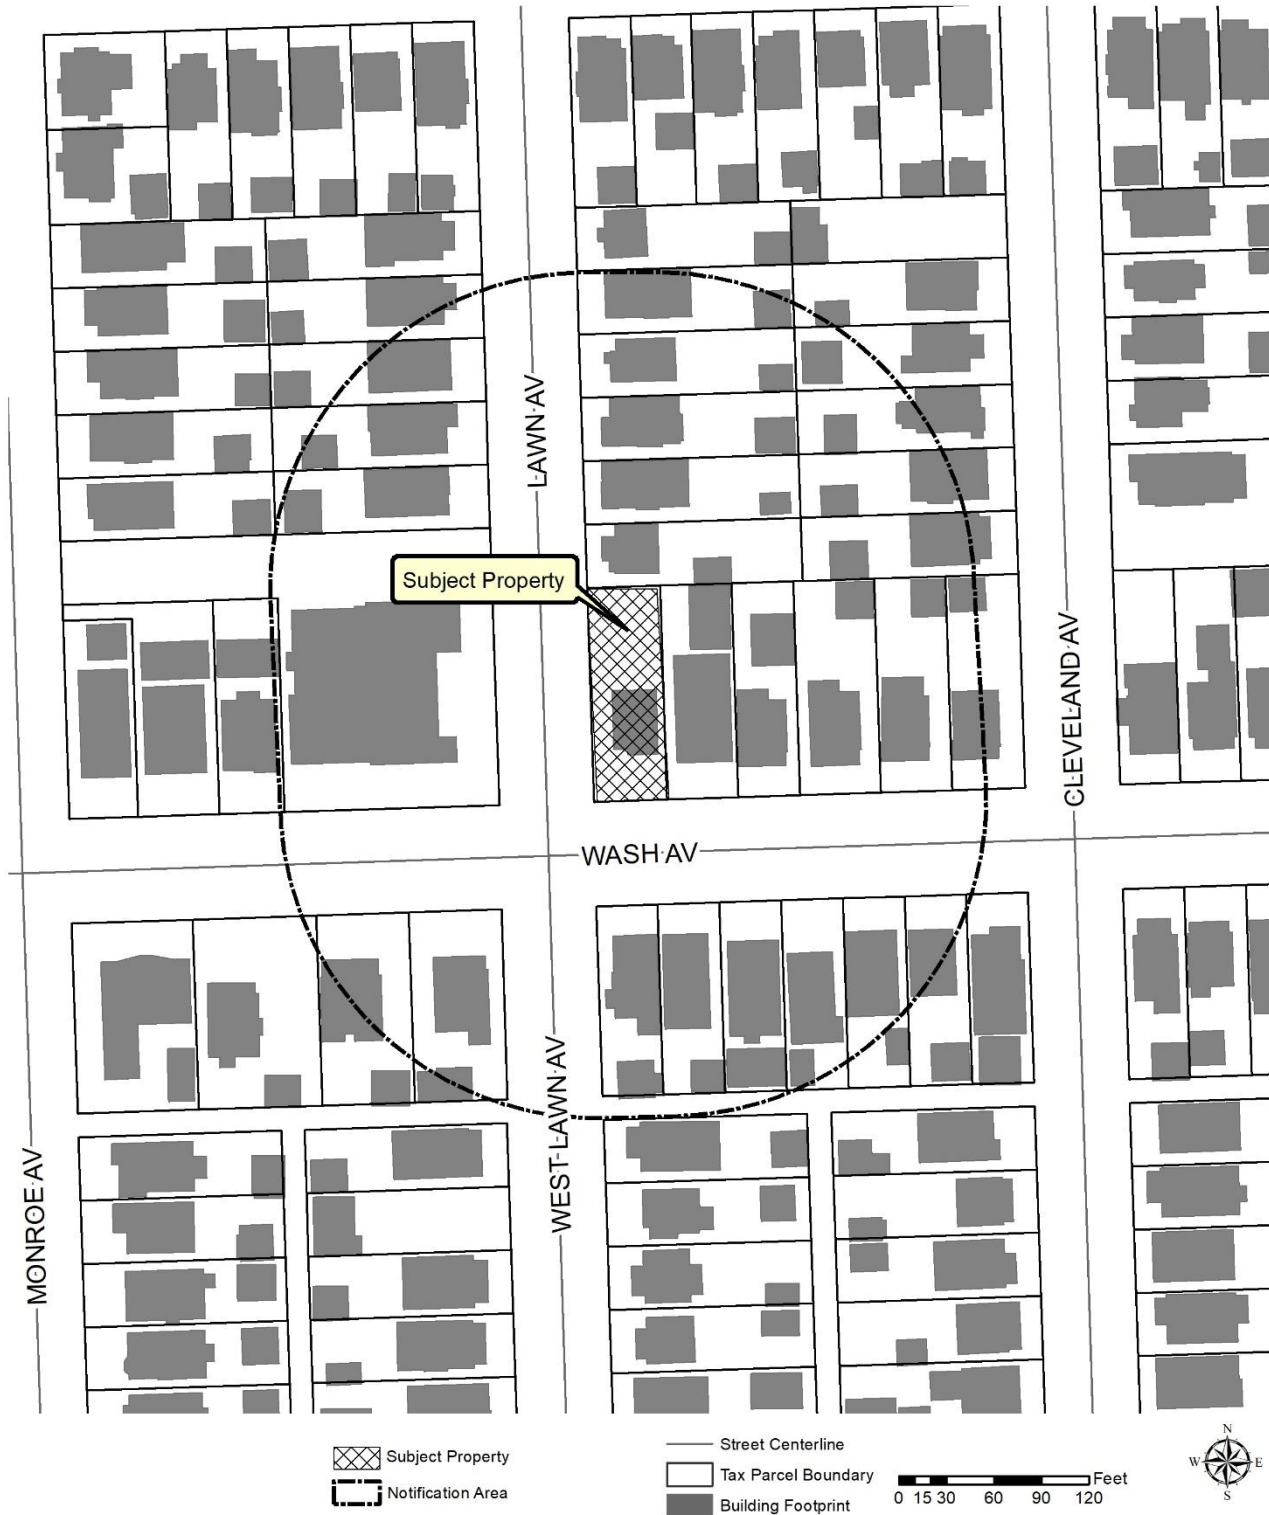 LAWN AV
Subject Property
CLEVELAND AV
WASH AV
WEST LAWN AV
MONROE AV
N
W E
S
Subject Property
Notification Area
Street Centerline
Tax Parcel Boundary
Building Footprint
Feet
0 15 30 60 90 120